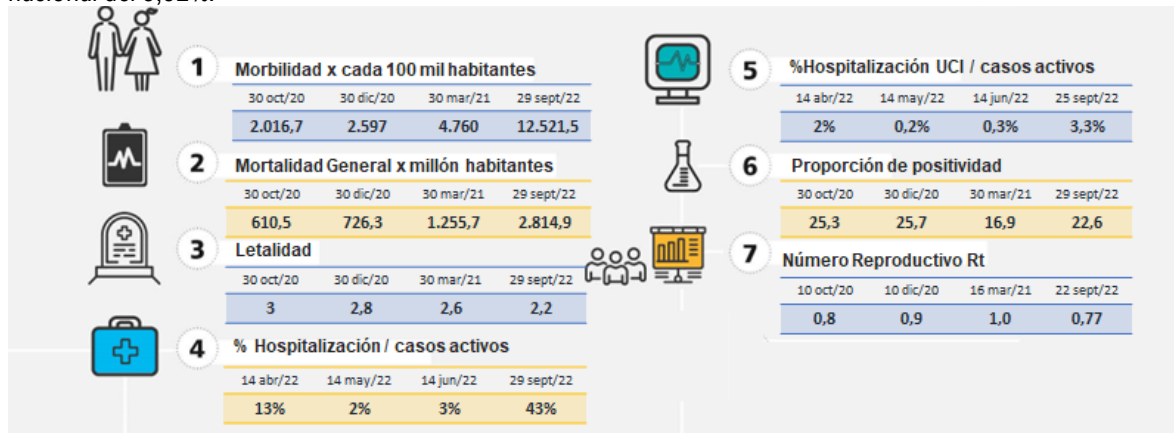 nacional del
1 Morbilidad x cada 100 mil habitantes
30 oct/20 30 dic/20 30 mar/21 29 sept/22
2.016,7 2.597 4.760 12.521,5
2 Mortalidad General x millón habitantes
30 oct/20 30 dic/20 30 mar/21 29 sept/22
610,5 726,3 1.255,7 2.814,9
3 Letalidad
30 oct/20 30 dic/20 30 mar/21 29 sept/22
3 2,8 2,6 2,2
4 % Hospitalización / casos activos
14 abr/22 14 may/22 14 jun/22 29 sept/22
13% 2% 3% 43%
5 %Hospitalización UCI / casos activos
14 abr/22 14 may/22 14 jun/22 25 sept/22
2% 0,2% 0,3% 3,3%
6 Proporción de positividad
30 oct/20 30 dic/20 30 mar/21 29 sept/22
25,3 25,7 16,9 22,6
7 Número Reproductivo Rt
10 oct/20 10 dic/20 16 mar/21 22 sept/22
0,8 0,9 1,0 0,77